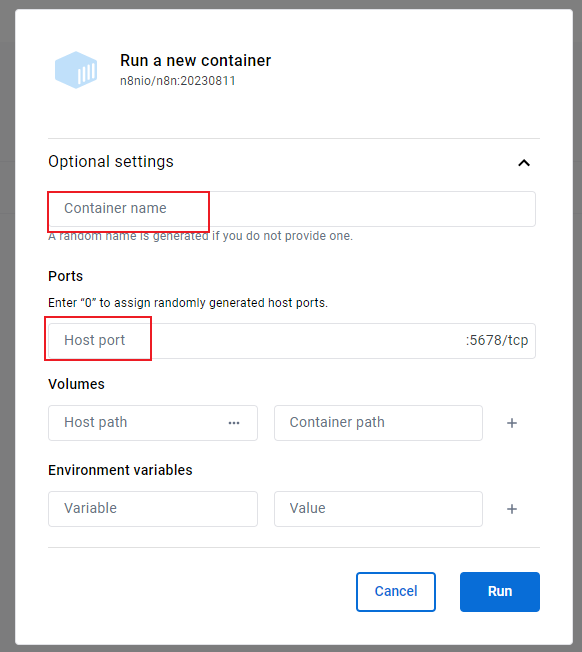 Run a new container
n8nio/n8n:20230811
Optional settings
Container name
A random name is generated if you do not provide one.
Ports
Enter “0” to assign randomly generated host ports.
Host port :5678/tcp
Volumes
Host path ... Container path +
Environment variables
Variable Value +
Cancel Run